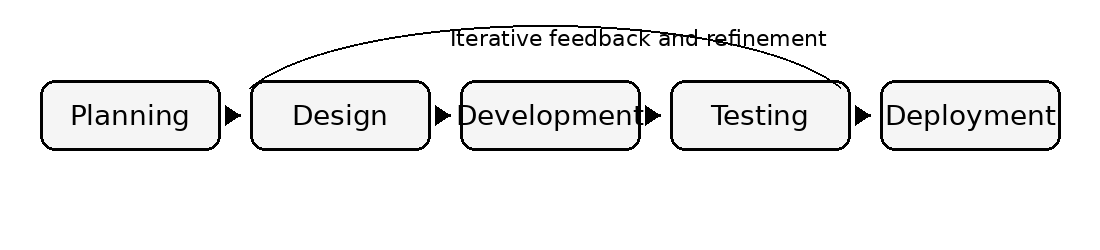 Iterative feedback and refinement
Planning
Design
Development
Testing
Deployment